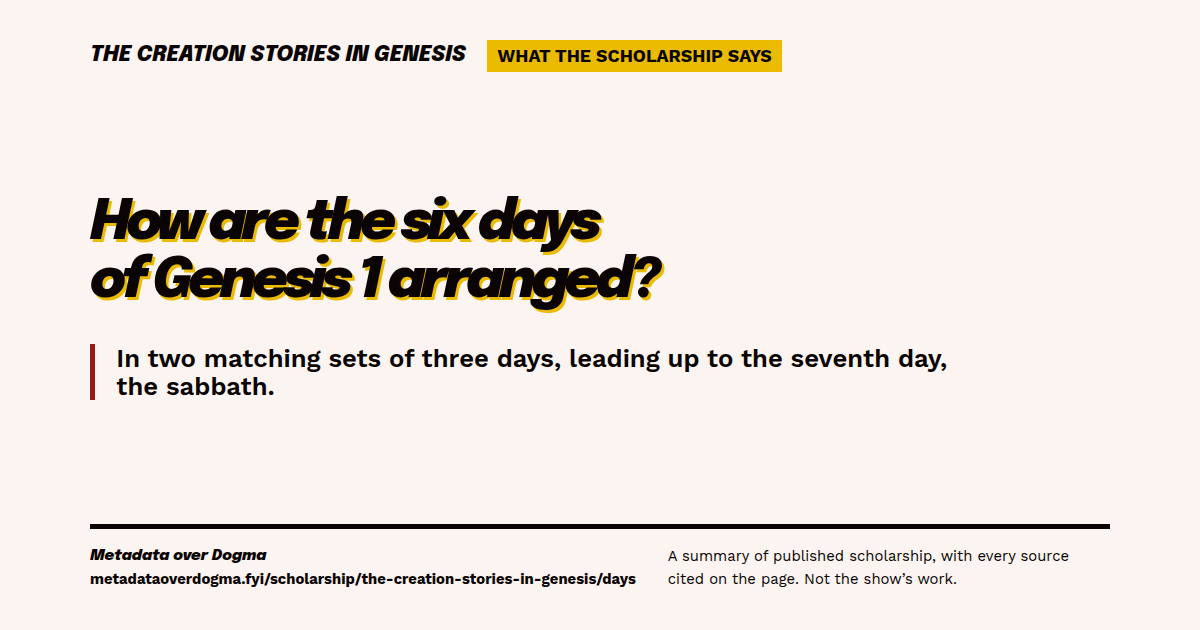 THE CREATION STORIES IN GENESIS
WHAT THE SCHOLARSHIP SAYS
How are the six days
of Genesis 1 arranged?
In two matching sets of three days, leading up to the seventh day,
the sabbath.
Metadata over Dogma
metadataoverdogma.fyi/scholarship/the-creation-stories-in-genesis/days
A summary of published scholarship, with every source
cited on the page. Not the show’s work.